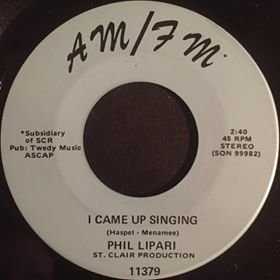 AM/FM.
*Subsidiary
of SCR
Pub: Twedy Music
ASCAP
2:40
45 RPM
STEREO
(SON 99982)
I CAME UP SINGING
(Haspel - Menamee)
PHIL LIPARI
ST. CLAIR PRODUCTION
11379